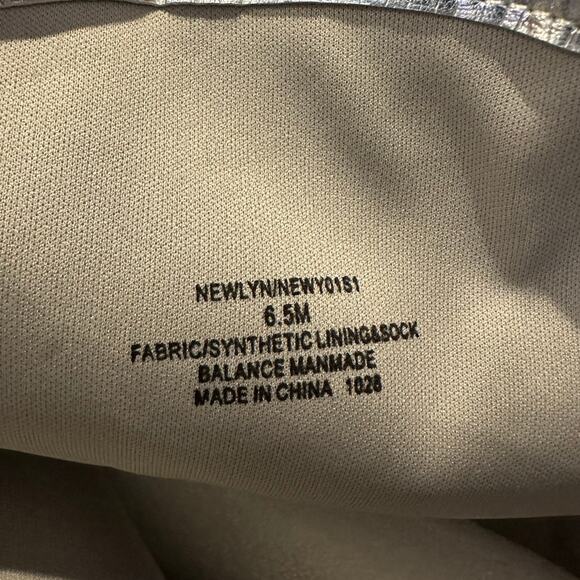 NEWLYN/NEWY01S1
6.5M
FABRIC/SYNTHETIC LINING&SOCK
BALANCE MANMADE
MADE IN CHINA 1028